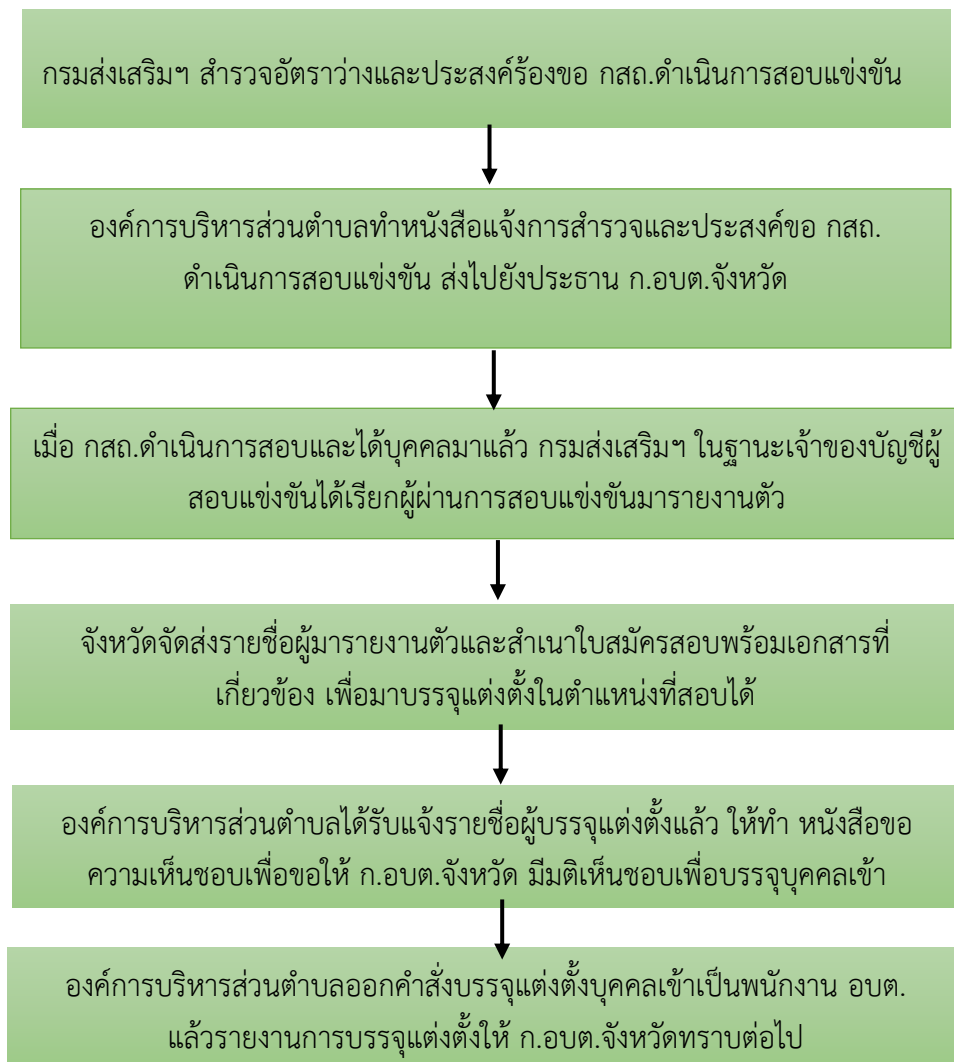 กรมส่งเสริมฯ สำรวจอัตราว่างและประสงค์ร้องขอ กสถ.ดำเนินการสอบแข่งขัน
องค์การบริหารส่วนตำบลทำหนังสือแจ้งการสำรวจและประสงค์ขอ กสถ.
ดำเนินการสอบแข่งขัน ส่งไปยังประธาน ก.อบต.จังหวัด
เมื่อ กสถ.ดำเนินการสอบและได้บุคคลมาแล้ว กรมส่งเสริมฯ ในฐานะเจ้าของบัญชีผู้
สอบแข่งขันได้เรียกผู้ผ่านการสอบแข่งขันมารายงานตัว
จังหวัดจัดส่งรายชื่อผู้มารายงานตัวและสำเนาใบสมัครสอบพร้อมเอกสารที่
เกี่ยวข้อง เพื่อมาบรรจุแต่งตั้งในตำแหน่งที่สอบได้
องค์การบริหารส่วนตำบลได้รับแจ้งรายชื่อผู้บรรจุแต่งตั้งแล้ว ให้ทำ หนังสือขอ
ความเห็นชอบเพื่อขอให้ ก.อบต.จังหวัด มีมติเห็นชอบเพื่อบรรจุบุคคลเข้า
องค์การบริหารส่วนตำบลออกคำสั่งบรรจุแต่งตั้งบุคคลเข้าเป็นพนักงาน อบต.
แล้วรายงานการบรรจุแต่งตั้งให้ ก.อบต.จังหวัดทราบต่อไป